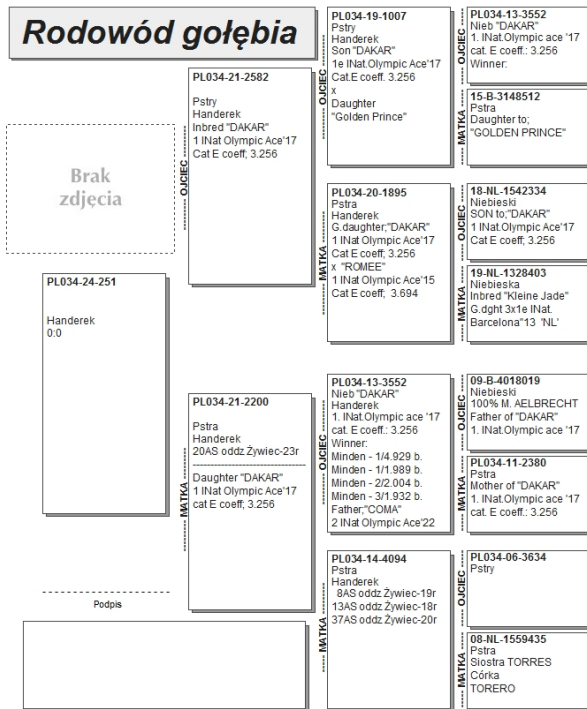 Rodowód gołębia
Brak
zdjęcia
PL034-24-251
Handerek
0:0
Podpis
OJCIEC
PL034-21-2582
Pstry
Handerek
Inbred "DAKAR"
1 INat Olympic Ace'17
Cat E coeff; 3.256
MATKA
PL034-21-2200
Pstra
Handerek
20AS oddz Żywiec-23r
Daughter "DAKAR"
1 INat Olympic Ace'17
cat E coeff; 3.256
OJCIEC
PL034-19-1007
Pstry
Handerek
Son "DAKAR"
1e INat.Olympic Ace'17
Cat.E coeff. 3.256
x
Daughter
"Golden Prince"
MATKA
PL034-20-1895
Pstra
Handerek
G.daughter;"DAKAR"
1 INat Olympic Ace'17
Cat E coeff; 3.256
x "ROMEE"
1 INat Olympic Ace'15
Cat E coeff; 3.694
OJCIEC
PL034-13-3552
Nieb "DAKAR"
Handerek
1. INat.Olympic ace '17
cat. E coeff.: 3.256
Winner:
Minden - 1/4.929 b.
Minden - 1/1.989 b.
Minden - 2/2.004 b.
Minden - 3/1.932 b.
Father;"COMA"
2 INat Olympic Ace'22
MATKA
PL034-14-4094
Pstra
Handerek
8AS oddz Żywiec-19r
13AS oddz Żywiec-18r
37AS oddz Żywiec-20r
OJCIEC
PL034-13-3552
Nieb "DAKAR"
1. INat.Olympic ace '17
cat. E coeff.: 3.256
Winner:
MATKA
15-B-3148512
Pstra
Daughter to;
"GOLDEN PRINCE"
OJCIEC
18-NL-1542334
Niebieski
SON to;"DAKAR"
1 INat Olympic Ace'17
Cat E coeff; 3.256
MATKA
19-NL-1328403
Niebieska
Inbred "Kleine Jade"
G.dght 3x1e INat.
Barcelona"13 'NL'
OJCIEC
09-B-4018019
Niebieski
100% M. AELBRECHT
Father of "DAKAR"
1. INat.Olympic ace '17
MATKA
PL034-11-2380
Pstra
Mother of "DAKAR"
1. INat.Olympic ace '17
cat. E coeff.: 3.256
OJCIEC
PL034-06-3634
Pstry
MATKA
08-NL-1559435
Pstra
Siostra TORRES
Córka
TORERO